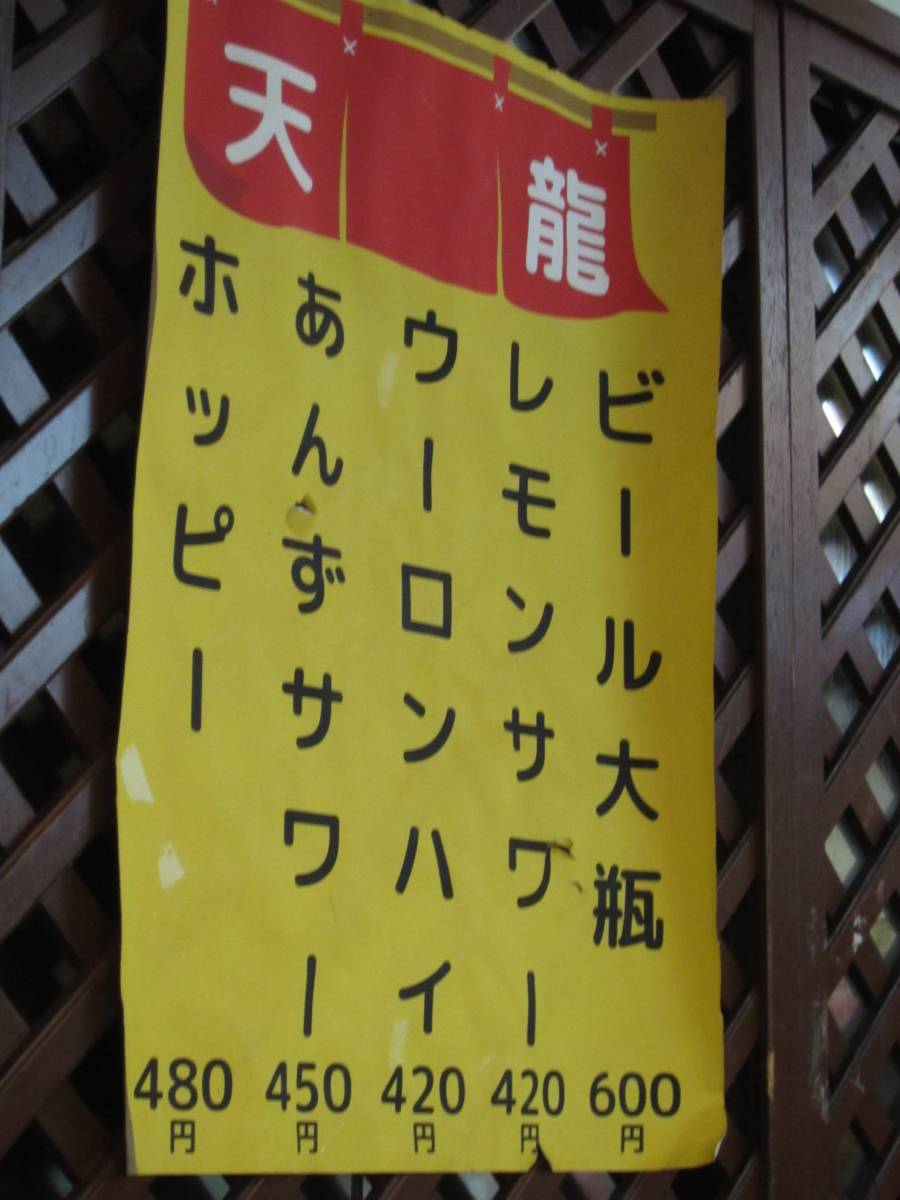 龍 天
ビール大瓶 600円
レモンサワー 420円
ウーロンハイ 420円
あんずサワー 450円
ホッピー 480円